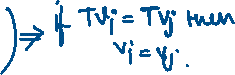 ) ⇒ if Tvᵢ = Tvⱼ then
vᵢ = vⱼ.